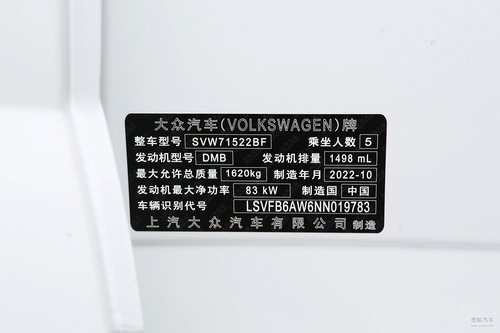 大众汽车(VOLKSWAGEN)牌
整车型号 SVW71522BF 乘坐人数 5
发动机型号 DMB 发动机排量 1498 mL
最大允许总质量 1620kg 制造年月 2022-10
发动机最大净功率 83 kW 制造国 中国
车辆识别代号 LSVFB6AW6NN019783
上汽大众汽车有限公司 制造